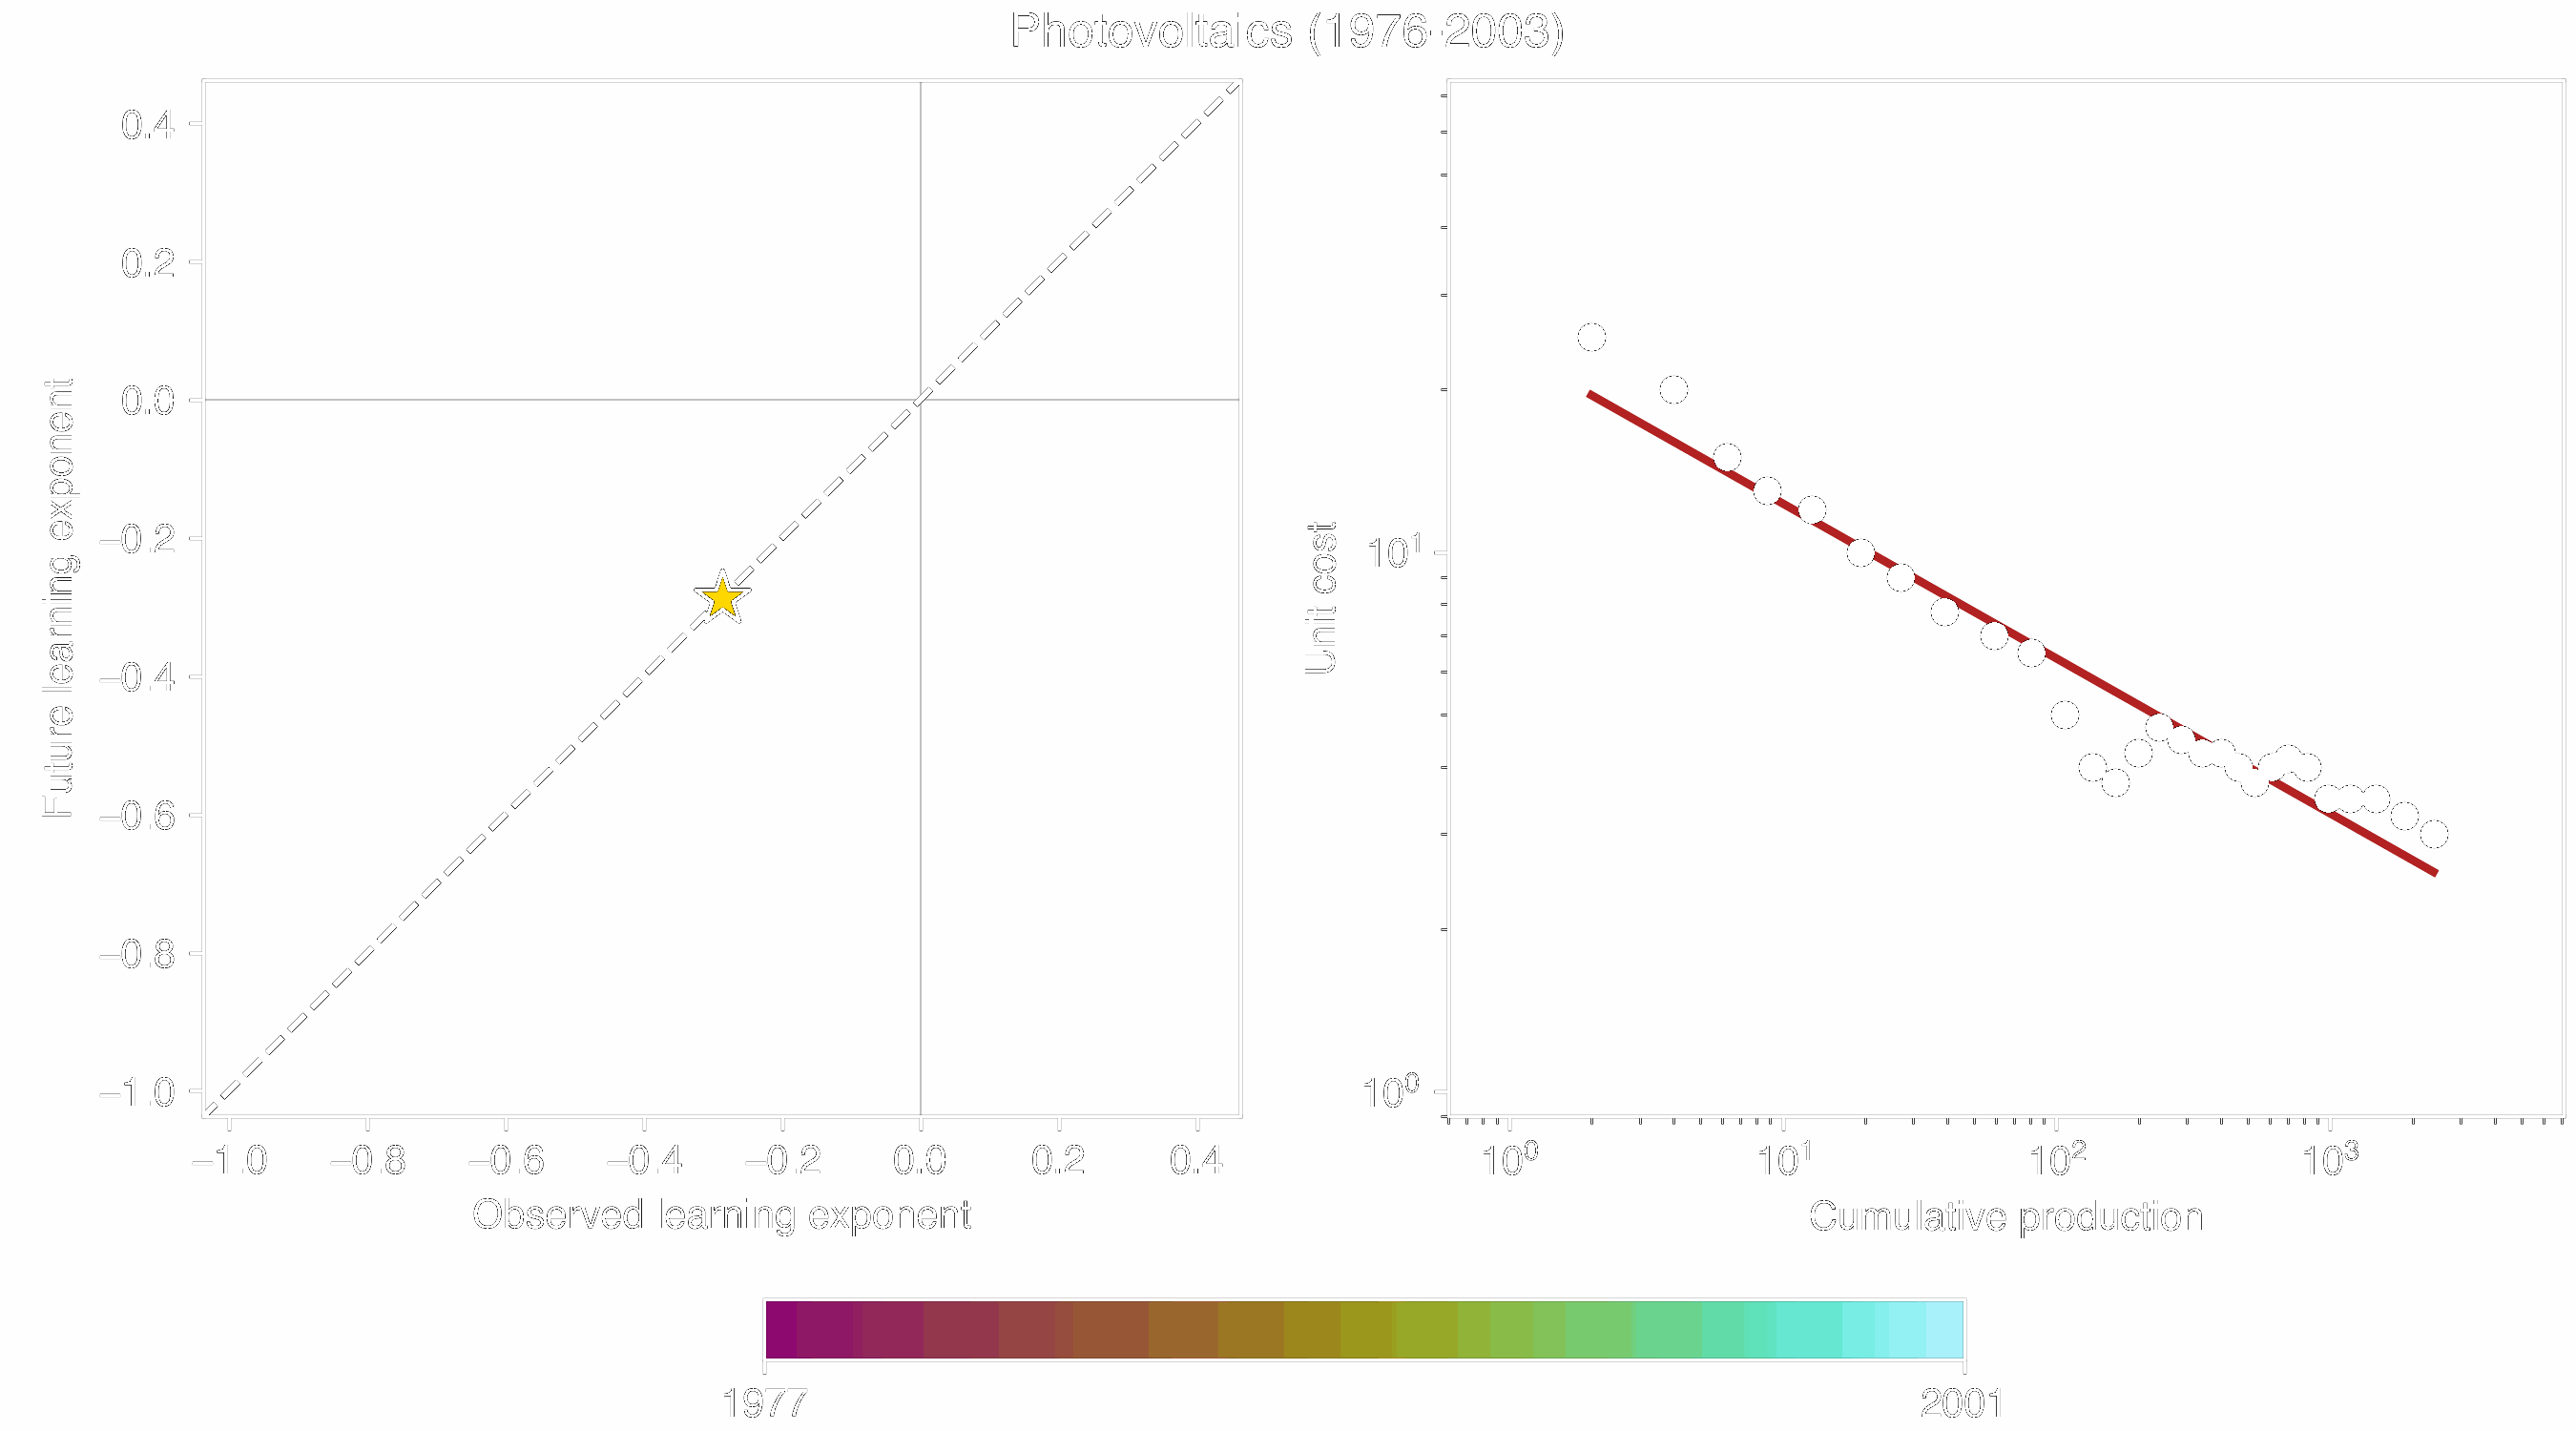 Photovoltaics (1976-2003)
0.4
0.2
0.0
−0.2
−0.4
−0.6
−0.8
−1.0
Future learning exponent
−1.0 −0.8 −0.6 −0.4 −0.2 0.0 0.2 0.4
Observed learning exponent
10¹
10⁰
Unit cost
10⁰ 10¹ 10² 10³
Cumulative production
1977 2001